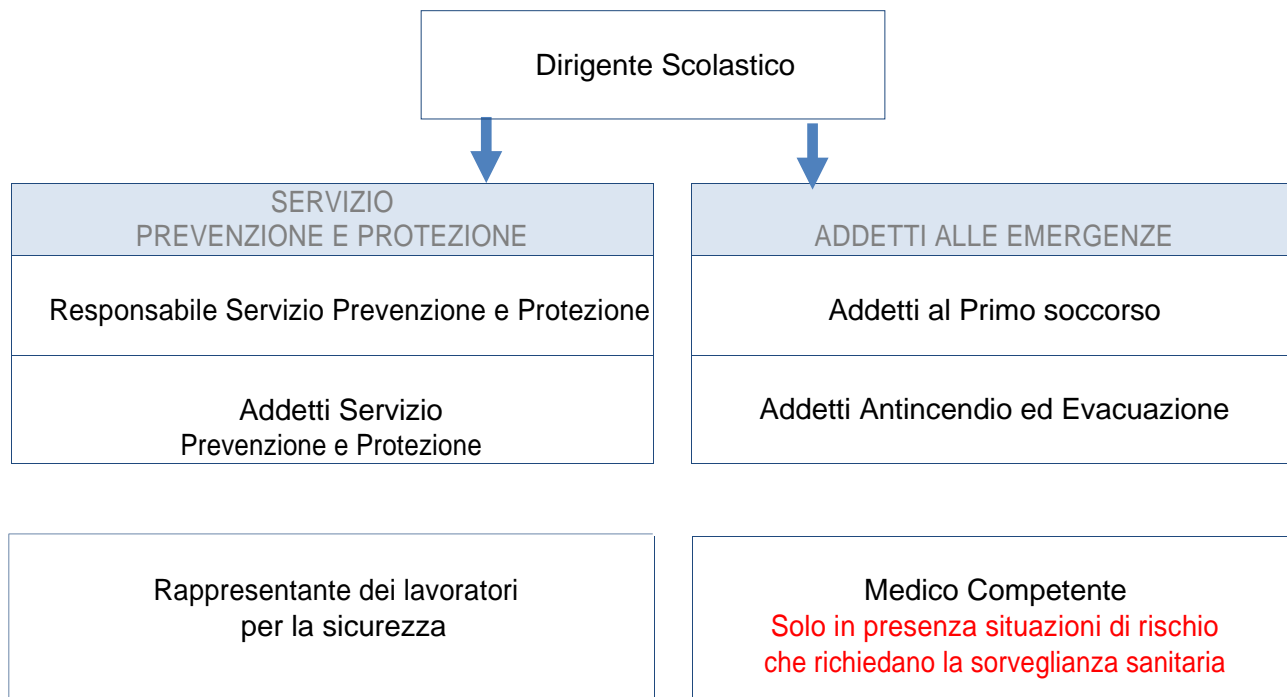 Dirigente Scolastico
SERVIZIO
PREVENZIONE E PROTEZIONE
Responsabile Servizio Prevenzione e Protezione
Addetti Servizio
Prevenzione e Protezione
ADDETTI ALLE EMERGENZE
Addetti al Primo soccorso
Addetti Antincendio ed Evacuazione
Rappresentante dei lavoratori
per la sicurezza
Medico Competente
Solo in presenza situazioni di rischio
che richiedano la sorveglianza sanitaria